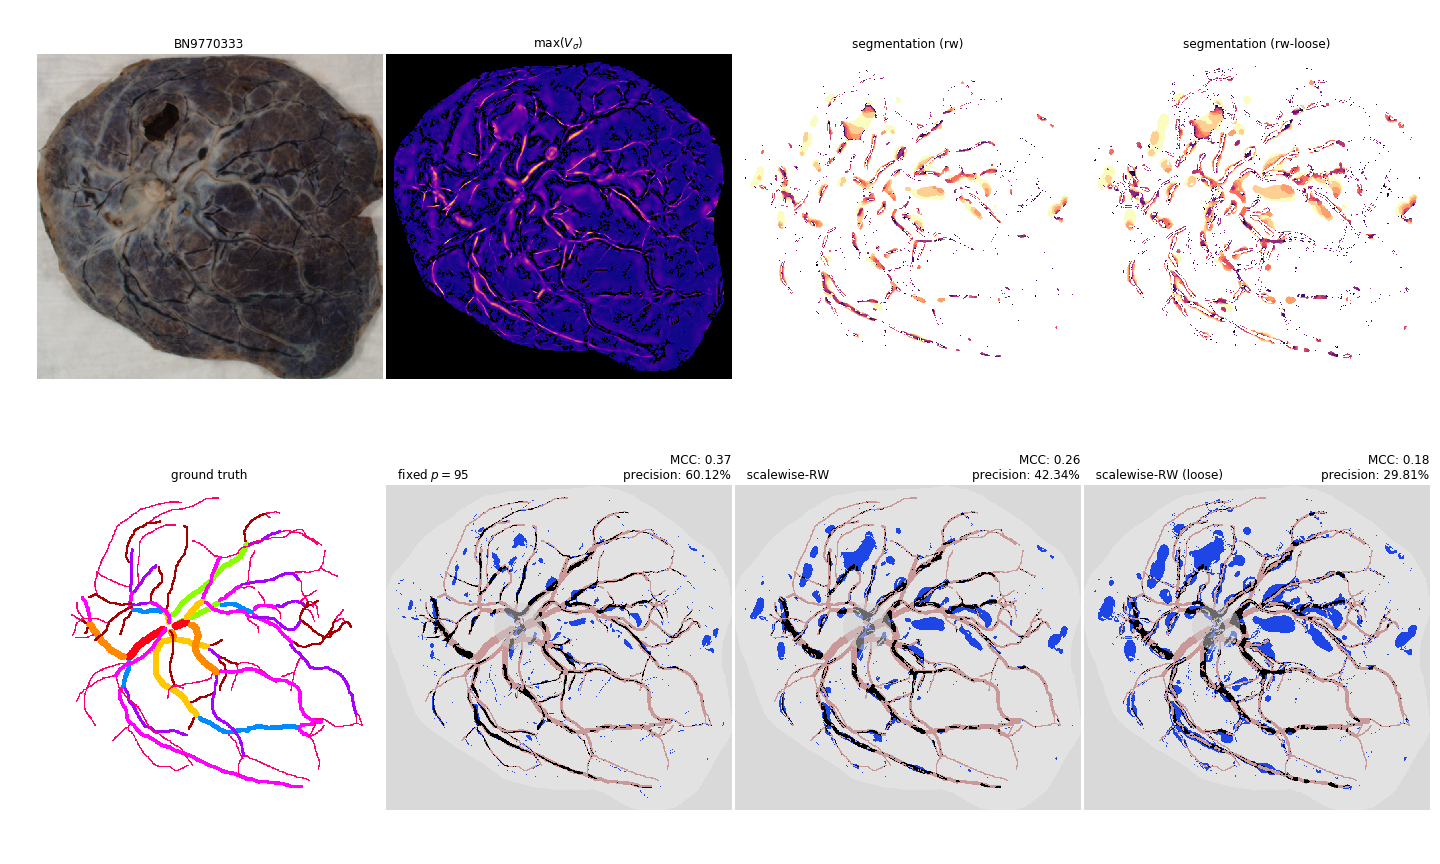 BN9770333
max(Vσ)
segmentation (rw)
segmentation (rw-loose)
ground truth
fixed p = 95
MCC: 0.37
precision: 60.12%
scalewise-RW
MCC: 0.26
precision: 42.34%
scalewise-RW (loose)
MCC: 0.18
precision: 29.81%